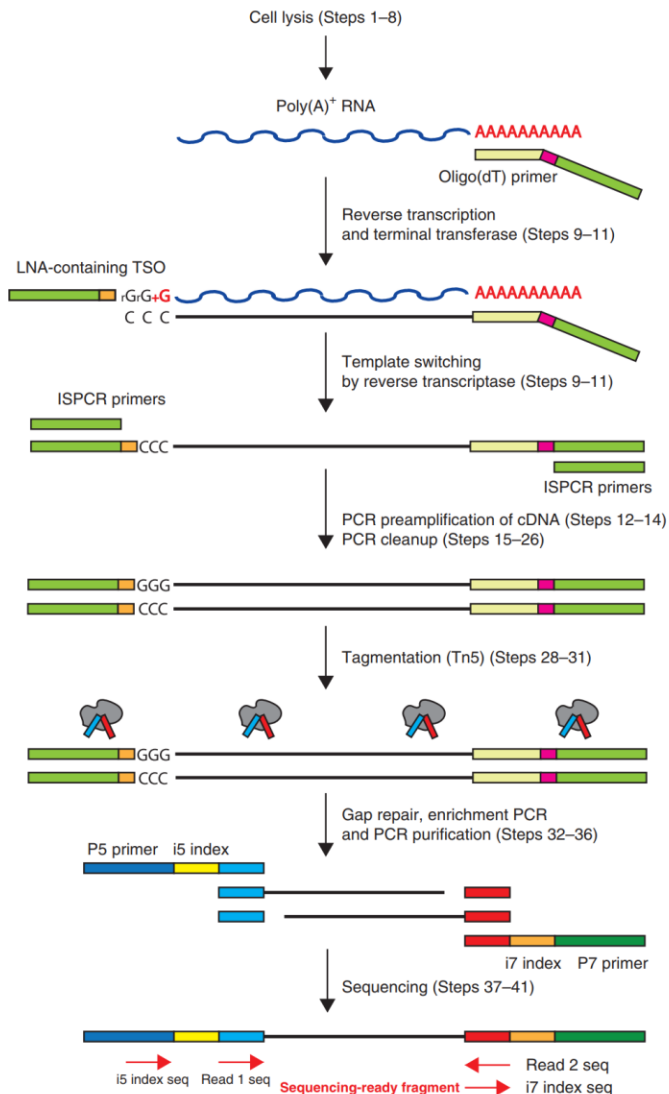 Cell lysis (Steps 1–8)
Poly(A)+ RNA
AAAAAAAAAA
Oligo(dT) primer
Reverse transcription
and terminal transferase (Steps 9–11)
LNA-containing TSO
rGrG+G
AAAAAAAAAA
C C C
Template switching
by reverse transcriptase (Steps 9–11)
ISPCR primers
CCC
ISPCR primers
PCR preamplification of cDNA (Steps 12–14)
PCR cleanup (Steps 15–26)
GGG
CCC
Tagmentation (Tn5) (Steps 28–31)
GGG
CCC
Gap repair, enrichment PCR
and PCR purification (Steps 32–36)
P5 primer i5 index
i7 index P7 primer
Sequencing (Steps 37–41)
i5 index seq Read 1 seq Read 2 seq
Sequencing-ready fragment i7 index seq